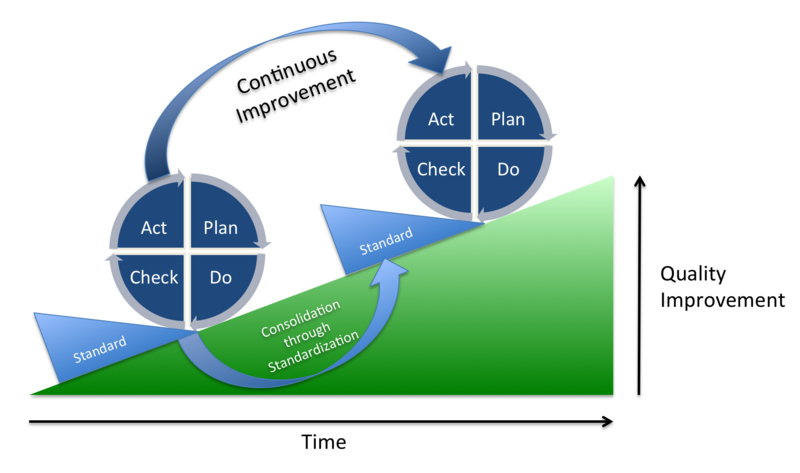 Continuous
Improvement
Act
Plan
Check
Do
Act
Plan
Check
Do
Standard
Standard
Consolidation
through
Standardization
Quality
Improvement
Time